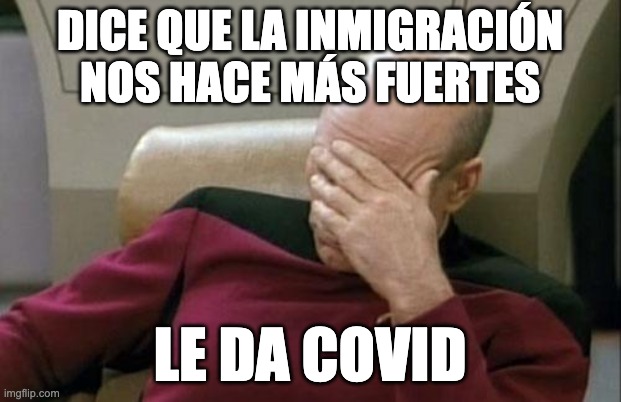 DICE QUE LA INMIGRACIÓN
NOS HACE MÁS FUERTES
LE DA COVID
imgflip.com